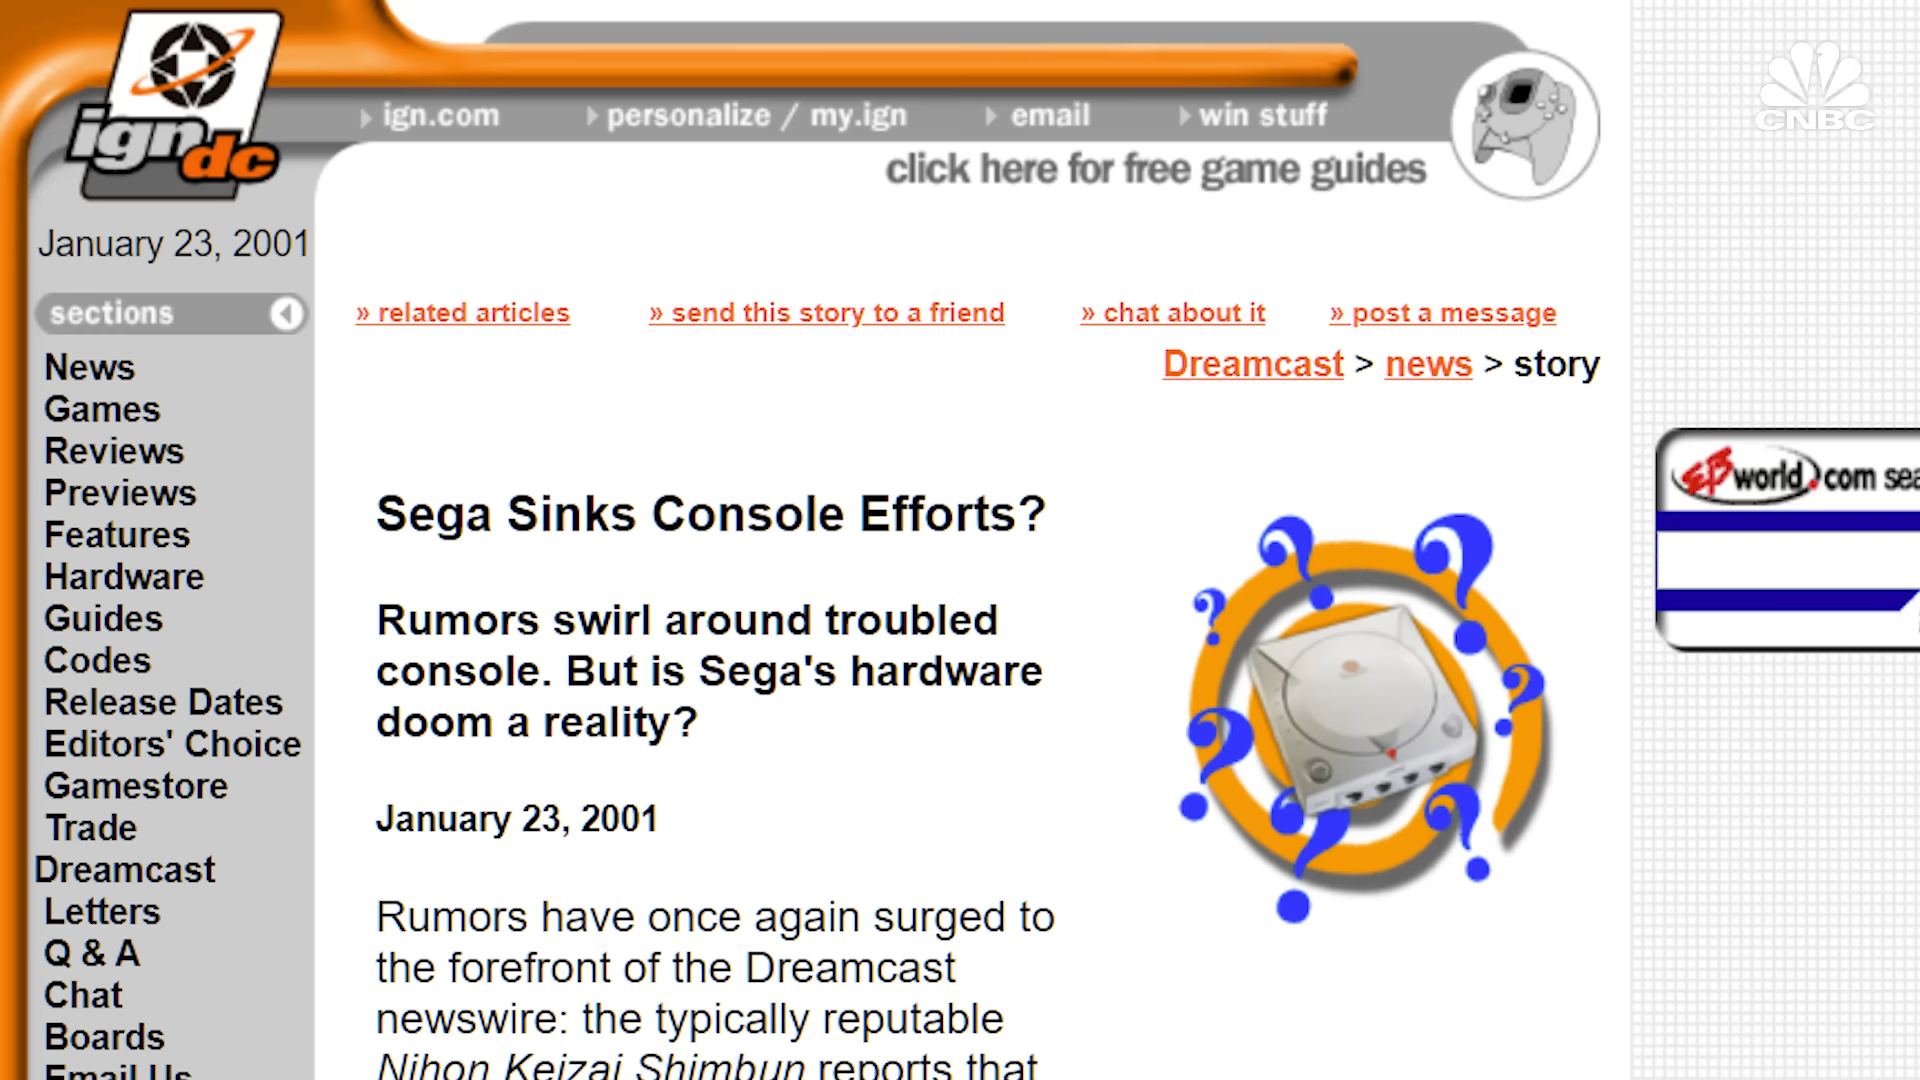 ign dc
ign.com
personalize / my.ign
email
win stuff
CNBC
click here for free game guides
January 23, 2001
sections
» related articles
» send this story to a friend
» chat about it
» post a message
Dreamcast > news > story
News
Games
Reviews
Previews
Features
Hardware
Guides
Codes
Release Dates
Editors' Choice
Gamestore
Trade
Dreamcast
Letters
Q & A
Chat
Boards
Email Us
Sega Sinks Console Efforts?
Rumors swirl around troubled
console. But is Sega's hardware
doom a reality?
January 23, 2001
Rumors have once again surged to
the forefront of the Dreamcast
newswire: the typically reputable
Nihon Keizai Shimbun reports that
? ? ? ? ? ? ?
EBworld.com sea